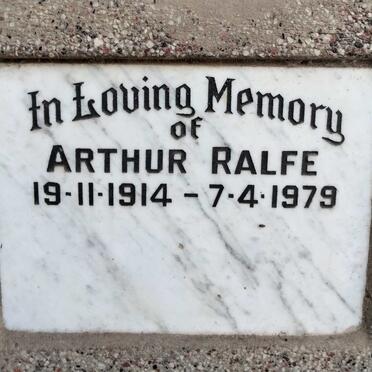 In Loving Memory
of
ARTHUR RALFE
19-11-1914 - 7-4-1979